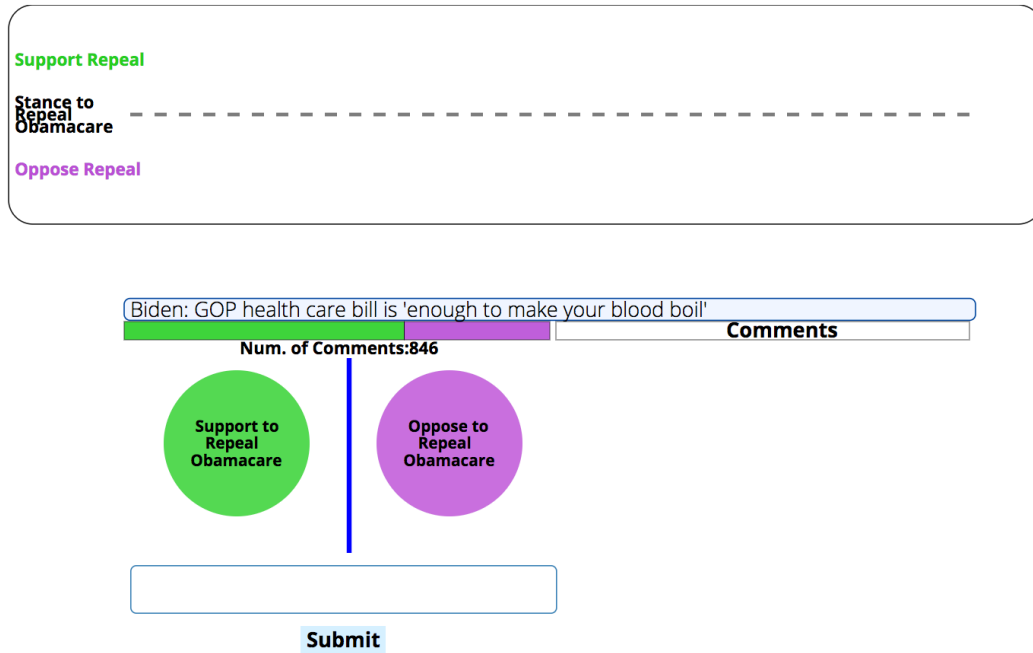 Support Repeal
Stance to
Repeal
Obamacare
Oppose Repeal
Biden: GOP health care bill is 'enough to make your blood boil'
Comments
Num. of Comments:846
Support to
Repeal
Obamacare
Oppose to
Repeal
Obamacare
Submit